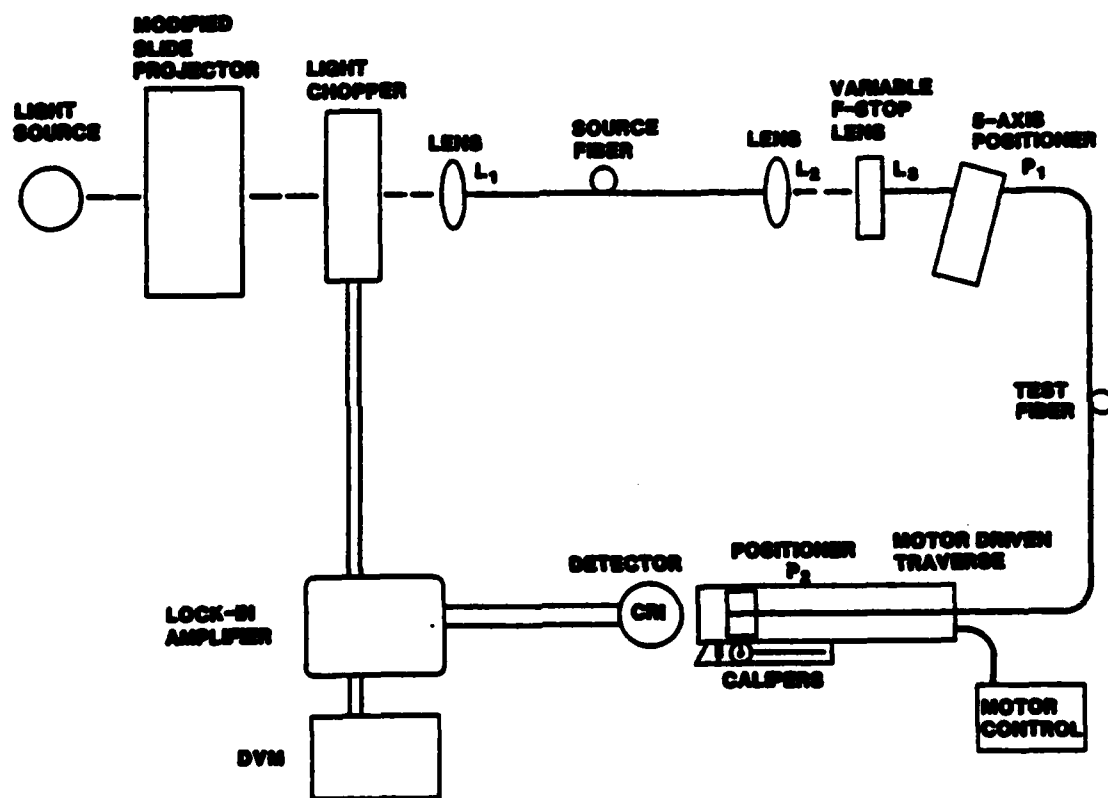 MODIFIED
SLIDE
PROJECTOR
LIGHT
CHOPPER
LIGHT
SOURCE
LENS
L1
SOURCE
FIBER
LENS
L2
VARIABLE
F-STOP
LENS
L3
5-AXIS
POSITIONER
P1
TEST
FIBER
DETECTOR
CRI
POSITIONER
P2
MOTOR DRIVEN
TRAVERSE
LOCK-IN
AMPLIFIER
CALIPERS
MOTOR
CONTROL
DVM